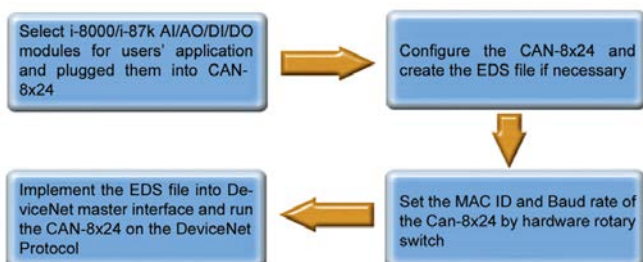 Select i-8000/i-87k AI/AO/DI/DO
modules for users' application
and plugged them into CAN-
8x24
Configure the CAN-8x24 and
create the EDS file if necessary
Set the MAC ID and Baud rate of
the Can-8x24 by hardware rotary
switch
Implement the EDS file into De-
viceNet master interface and run
the CAN-8x24 on the DeviceNet
Protocol